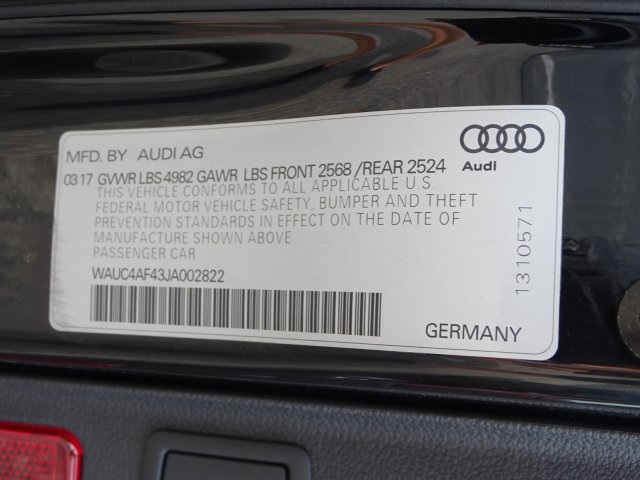 MFD. BY AUDI AG
Audi
03 17 GVWR LBS 4982 GAWR LBS FRONT 2568 /REAR 2524
THIS VEHICLE CONFORMS TO ALL APPLICABLE U.S.
FEDERAL MOTOR VEHICLE SAFETY, BUMPER AND THEFT
PREVENTION STANDARDS IN EFFECT ON THE DATE OF
MANUFACTURE SHOWN ABOVE
PASSENGER CAR
WAUC4AF43JA002822
GERMANY
1310571